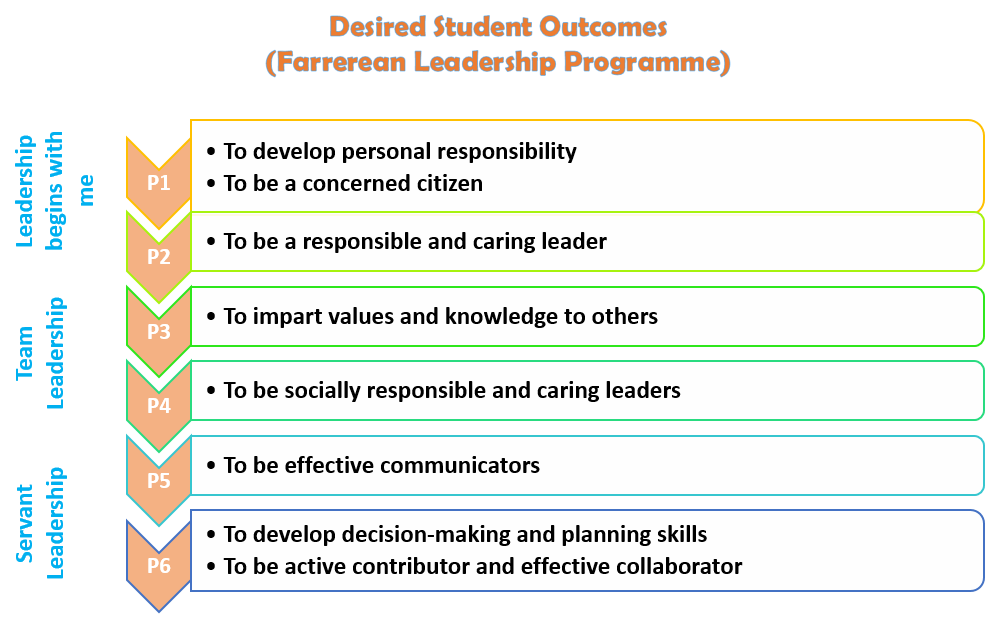 Desired Student Outcomes
(Farrerean Leadership Programme)
Leadership
begins with
me
P1
• To develop personal responsibility
• To be a concerned citizen
P2
• To be a responsible and caring leader
Team
Leadership
P3
• To impart values and knowledge to others
P4
• To be socially responsible and caring leaders
Servant
Leadership
P5
• To be effective communicators
P6
• To develop decision-making and planning skills
• To be active contributor and effective collaborator